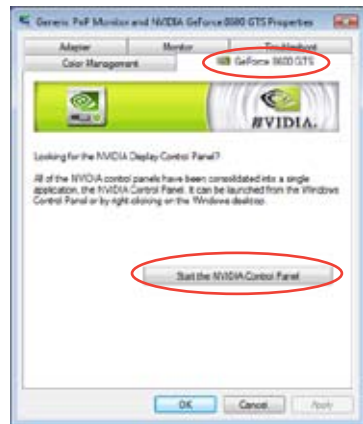 Generic PnP Monitor and NVIDIA GeForce 8600 GTS Properties
Adapter Monitor Troubleshoot
Color Management GeForce 8600 GTS
NVIDIA.
Looking for the NVIDIA Display Control Panel?
All of the NVIDIA control panels have been consolidated into a single
application, the NVIDIA Control Panel. It can be launched from the Windows
Control Panel or by right clicking on the Windows desktop.
Start the NVIDIA Control Panel
OK Cancel Apply